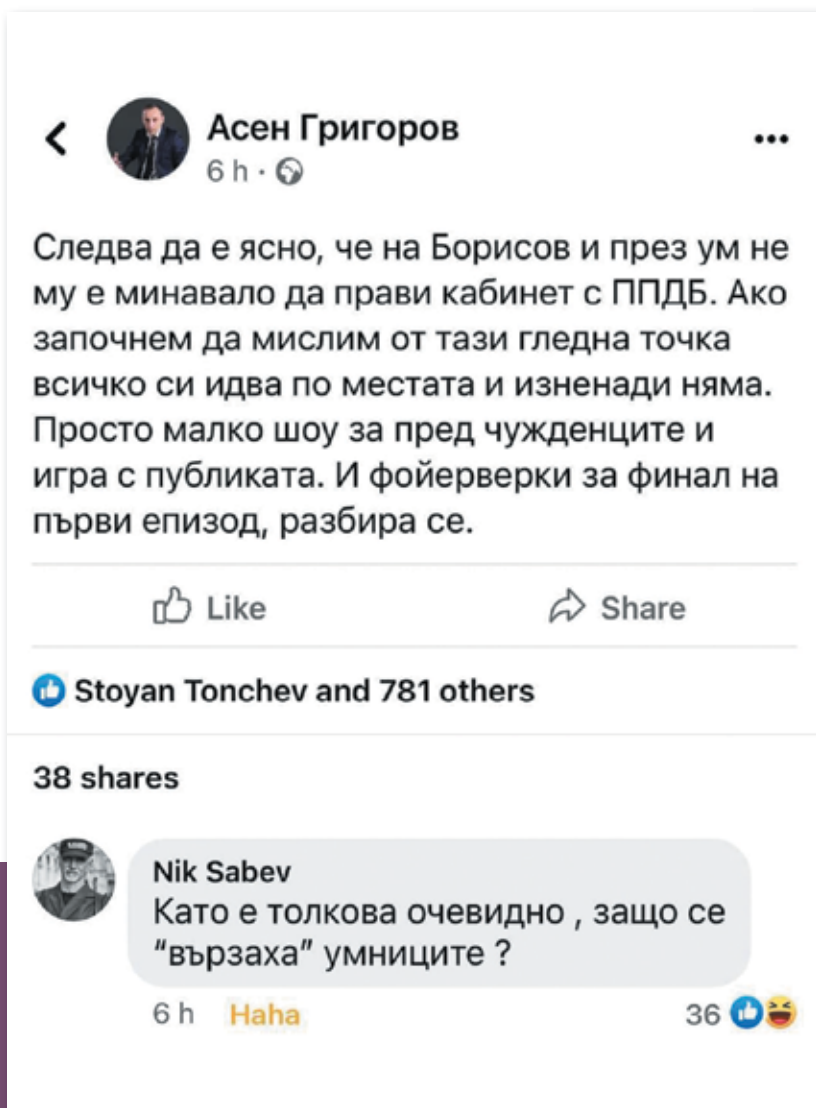 Асен Григоров
6 h ·
Следва да е ясно, че на Борисов и през ум не
му е минавало да прави кабинет с ППДБ. Ако
започнем да мислим от тази гледна точка
всичко си идва по местата и изненади няма.
Просто малко шоу за пред чужденците и
игра с публиката. И фойерверки за финал на
първи епизод, разбира се.
Like Share
Stoyan Tonchev and 781 others
38 shares
Nik Sabev
Като е толкова очевидно , защо се
"вързаха" умниците ?
6 h Haha 36